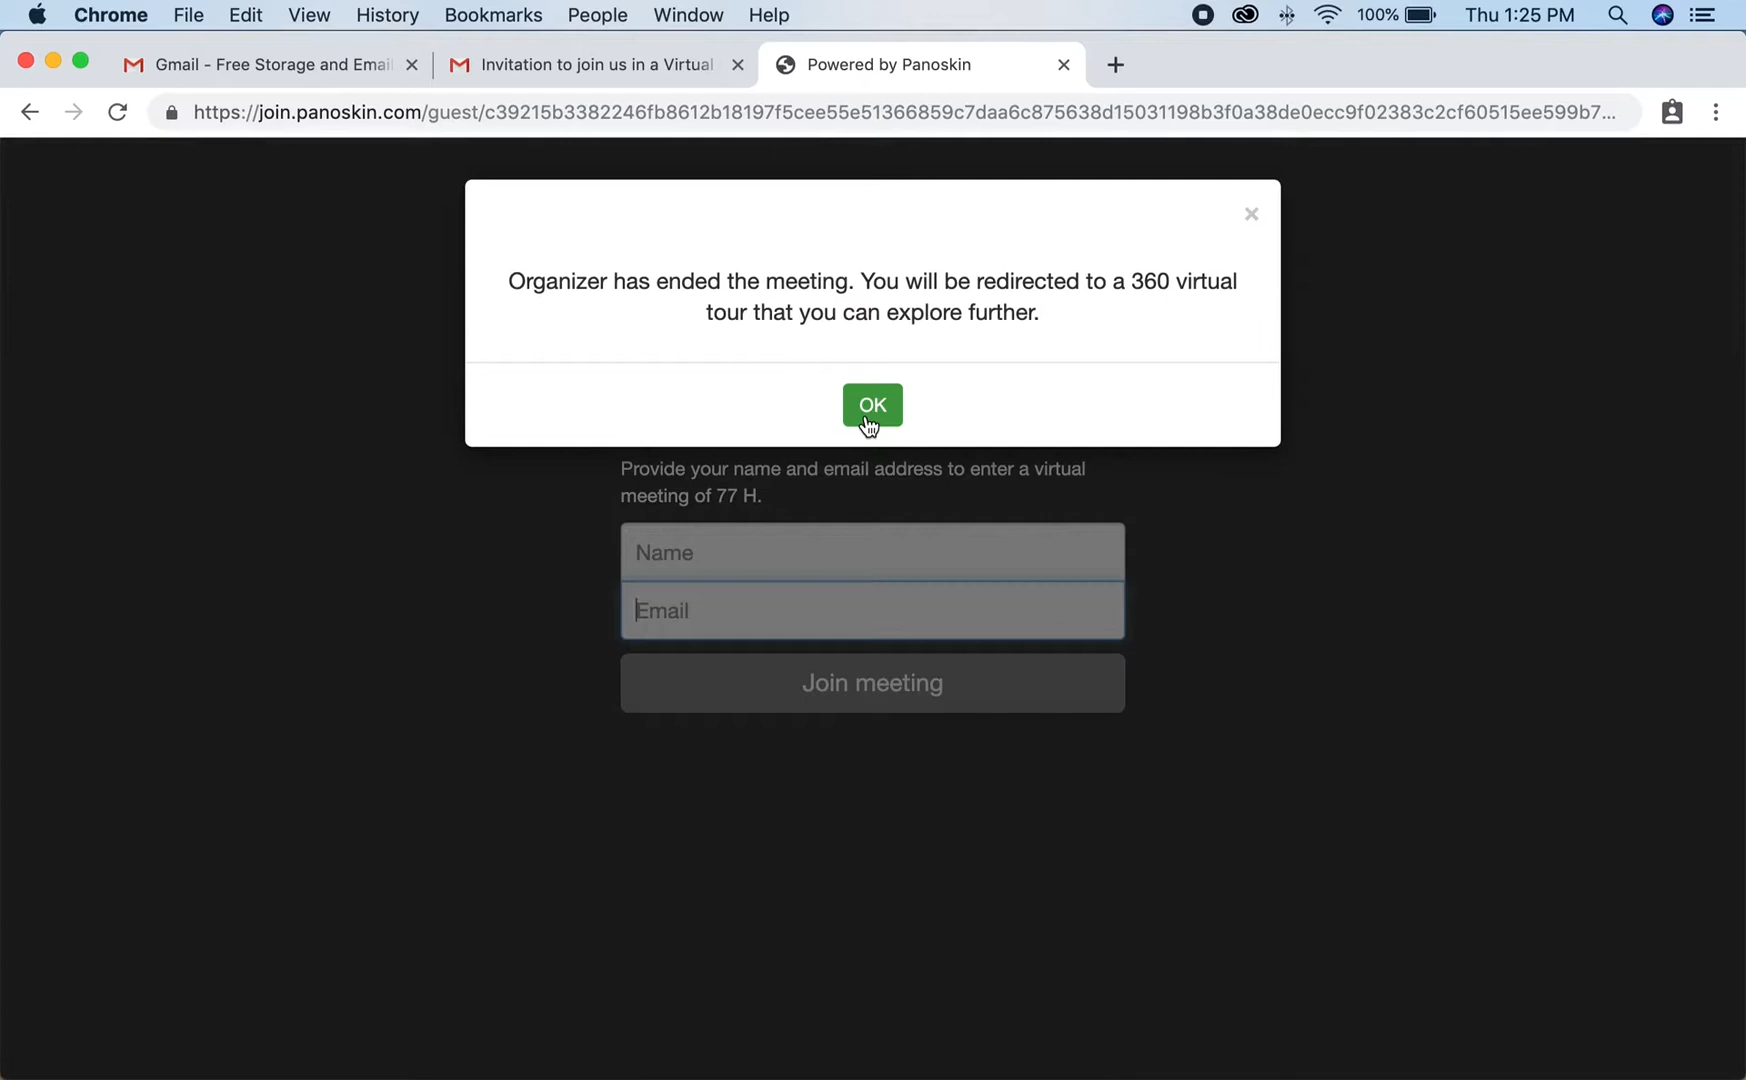 Chrome File Edit View History Bookmarks People Window Help 100% Thu 1:25 PM
Gmail - Free Storage and Emai Invitation to join us in a Virtual Powered by Panoskin
https://join.panoskin.com/guest/c39215b3382246fb8612b18197f5cee55e51366859c7daa6c875638d15031198b3f0a38de0ecc9f02383c2cf60515ee599b7...
Organizer has ended the meeting. You will be redirected to a 360 virtual
tour that you can explore further.
OK
Provide your name and email address to enter a virtual
meeting of 77 H.
Name
Email
Join meeting